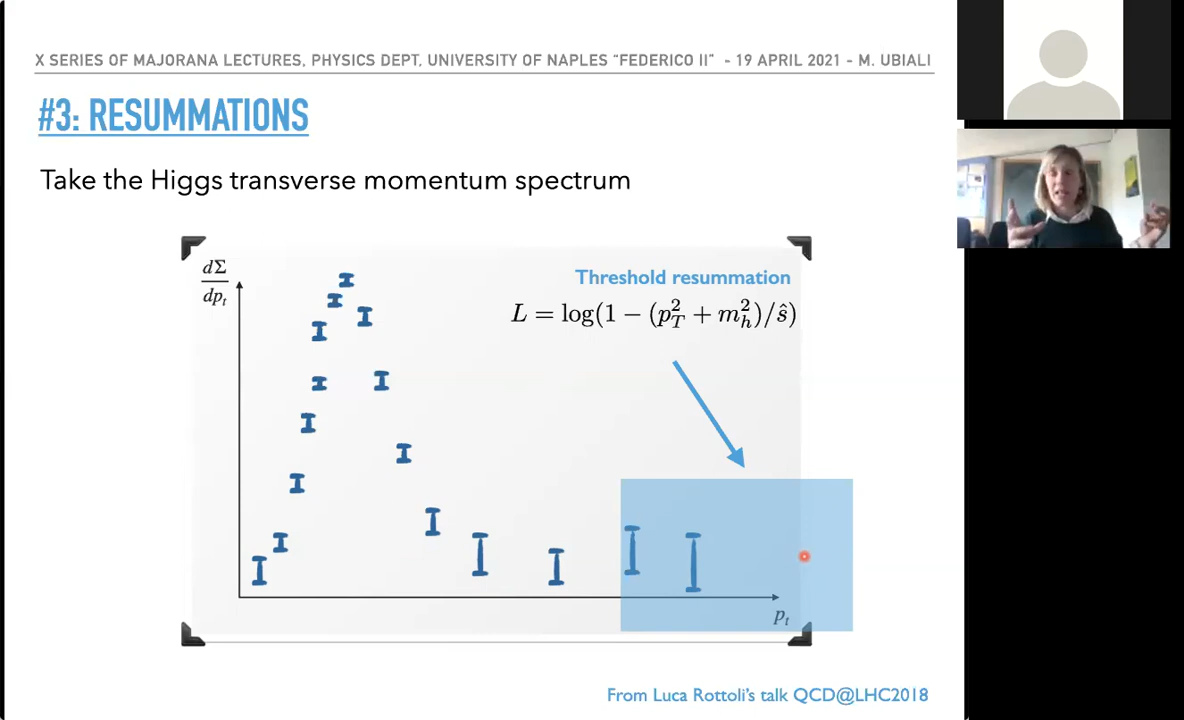 X SERIES OF MAJORANA LECTURES, PHYSICS DEPT, UNIVERSITY OF NAPLES “FEDERICO II” - 19 APRIL 2021 - M. UBIALI
#3: RESUMMATIONS
Take the Higgs transverse momentum spectrum
dΣ
dpₜ
Threshold resummation
L = log(1 − (p_T^2 + m_h^2)/ŝ)
pₜ
From Luca Rottoli’s talk QCD@LHC2018